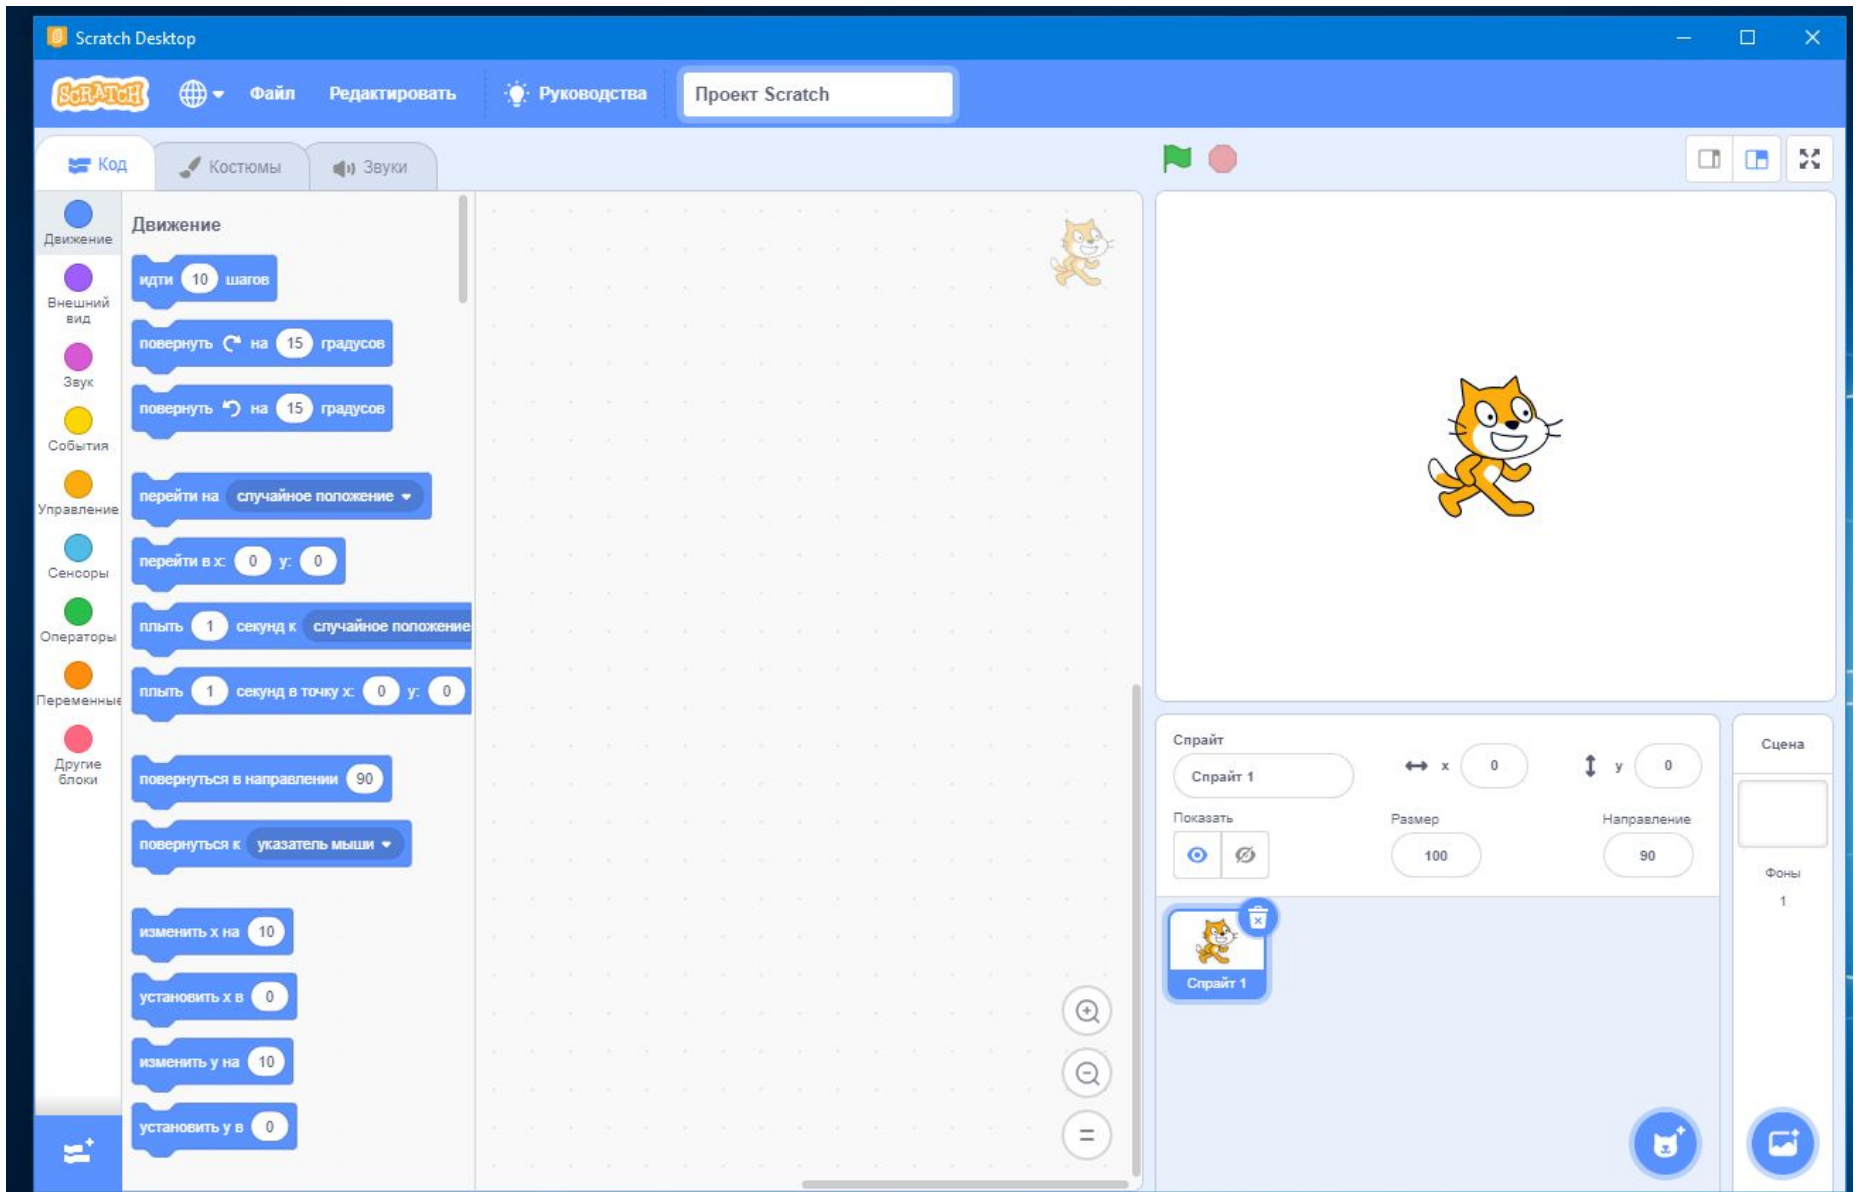 Scratch Desktop
SCRATCH
Файл
Редактировать
Руководства
Проект Scratch
Код
Костюмы
Звуки
Движение
Внешний
вид
Звук
События
Управление
Сенсоры
Операторы
Переменные
Другие
блоки
Движение
идти 10 шагов
повернуть на 15 градусов
повернуть на 15 градусов
перейти на случайное положение
перейти в x: 0 y: 0
плыть 1 секунд к случайное положение
плыть 1 секунд в точку x: 0 y: 0
повернуться в направлении 90
повернуться к указатель мыши
изменить x на 10
установить x в 0
изменить y на 10
установить y в 0
Спрайт
Спрайт 1
x 0
y 0
Показать
Размер
100
Направление
90
Спрайт 1
Сцена
Фоны
1